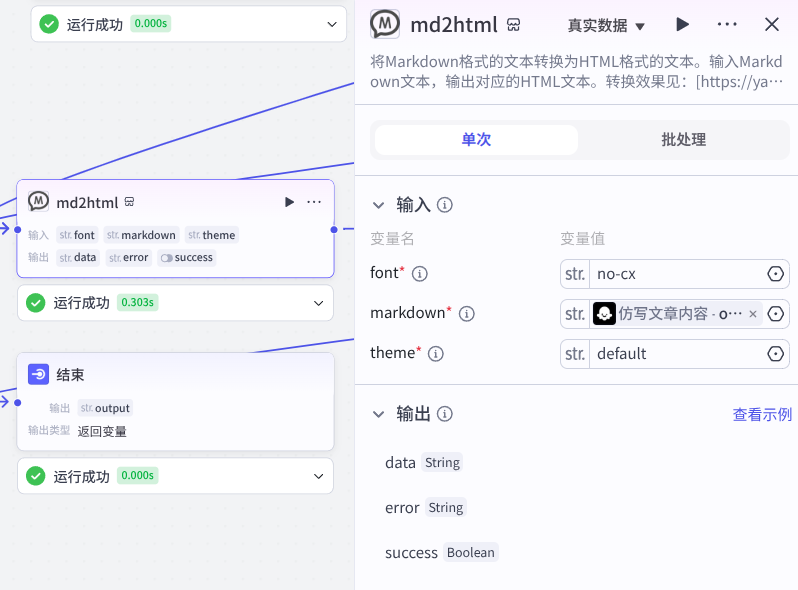 运行成功 0.000s
md2html
输入 str. font str. markdown str. theme
输出 str. data str. error success
运行成功 0.303s
结束
输出 str. output
输出类型 返回变量
运行成功 0.000s
md2html 真实数据
将Markdown格式的文本转换为HTML格式的文本。输入Markd
own文本，输出对应的HTML文本。转换效果见：[https://ya···
单次 批处理
输入
变量名 变量值
font* str. no-cx
markdown* str. 仿写文章内容 · o··· ×
theme* str. default
输出 查看示例
data String
error String
success Boolean